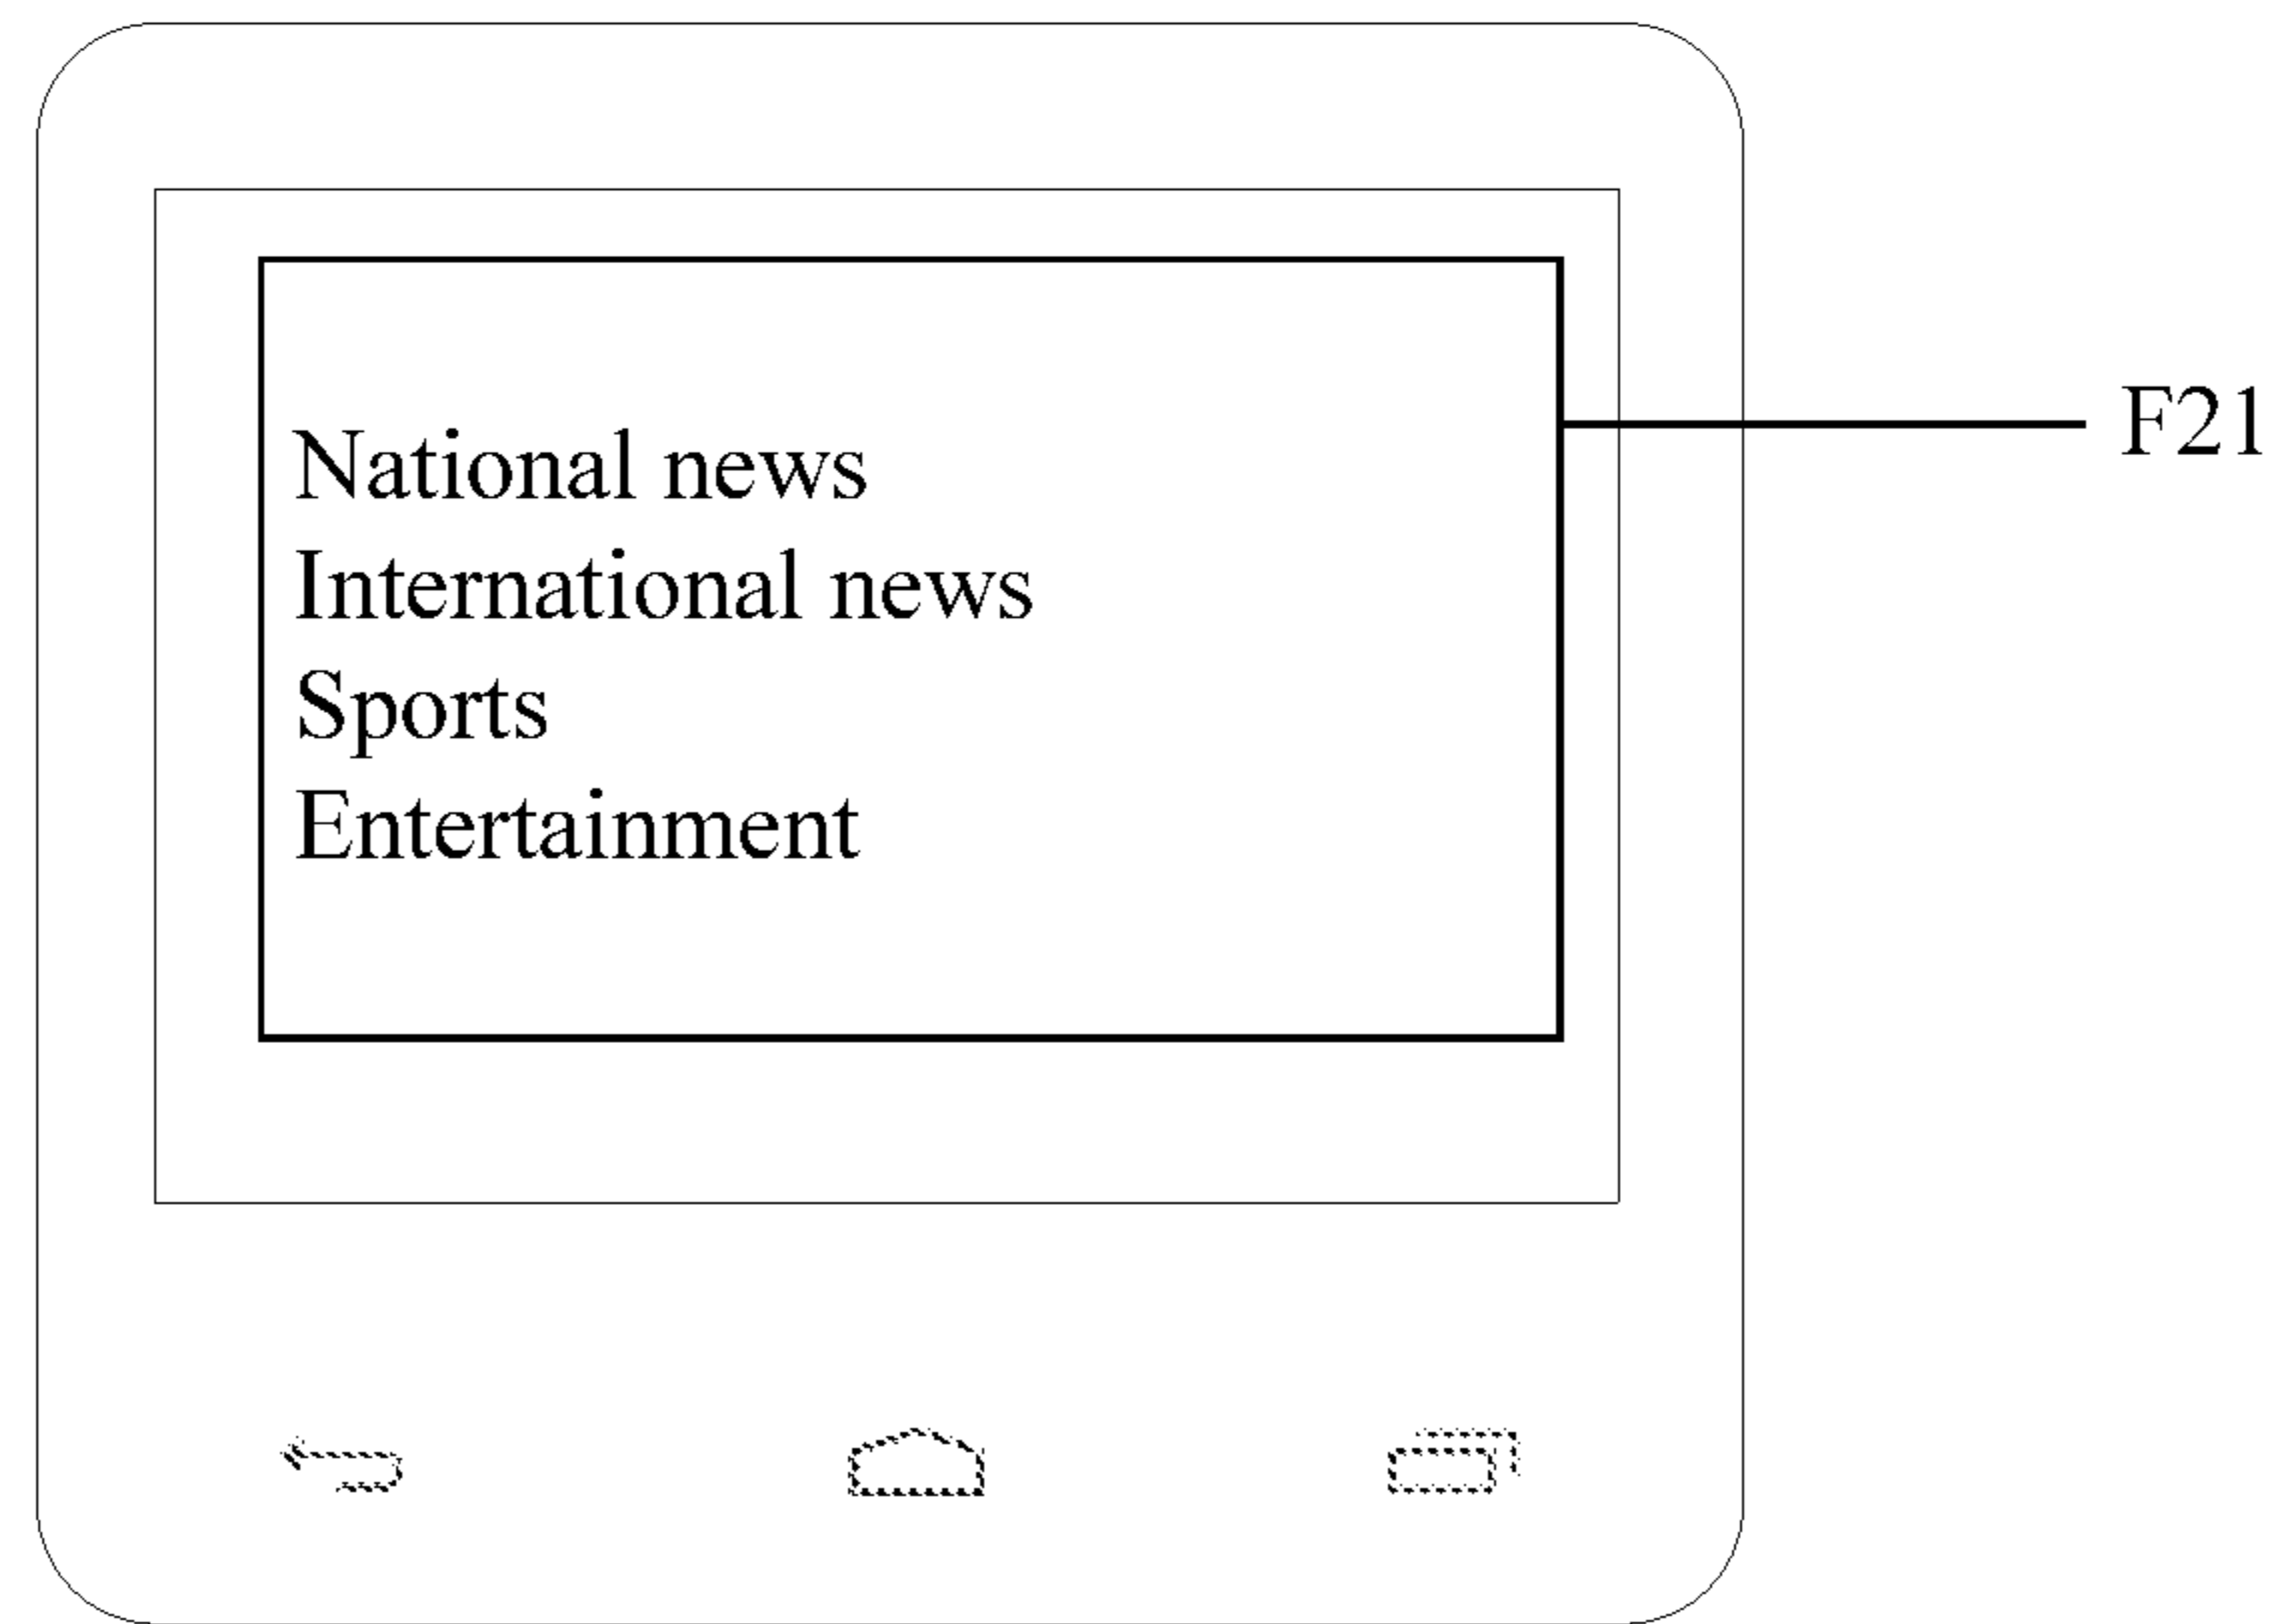 National news
International news
Sports
Entertainment
F21